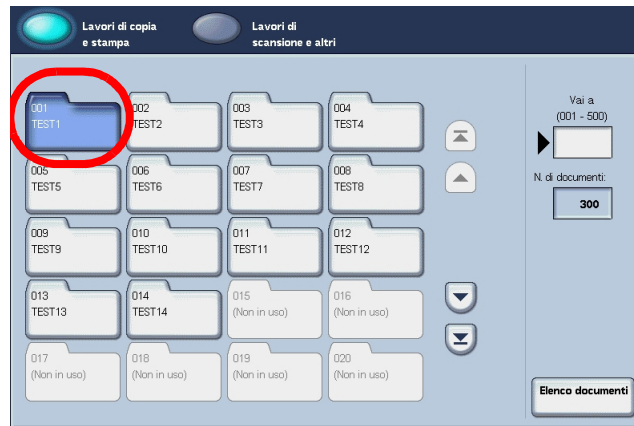 Lavori di copia
e stampa
Lavori di
scansione e altri
001
TEST1
002
TEST2
003
TEST3
004
TEST4
005
TEST5
006
TEST6
007
TEST7
008
TEST8
009
TEST9
010
TEST10
011
TEST11
012
TEST12
013
TEST13
014
TEST14
015
(Non in uso)
016
(Non in uso)
017
(Non in uso)
018
(Non in uso)
019
(Non in uso)
020
(Non in uso)
Vai a
(001 - 500)
N. di documenti:
300
Elenco documenti